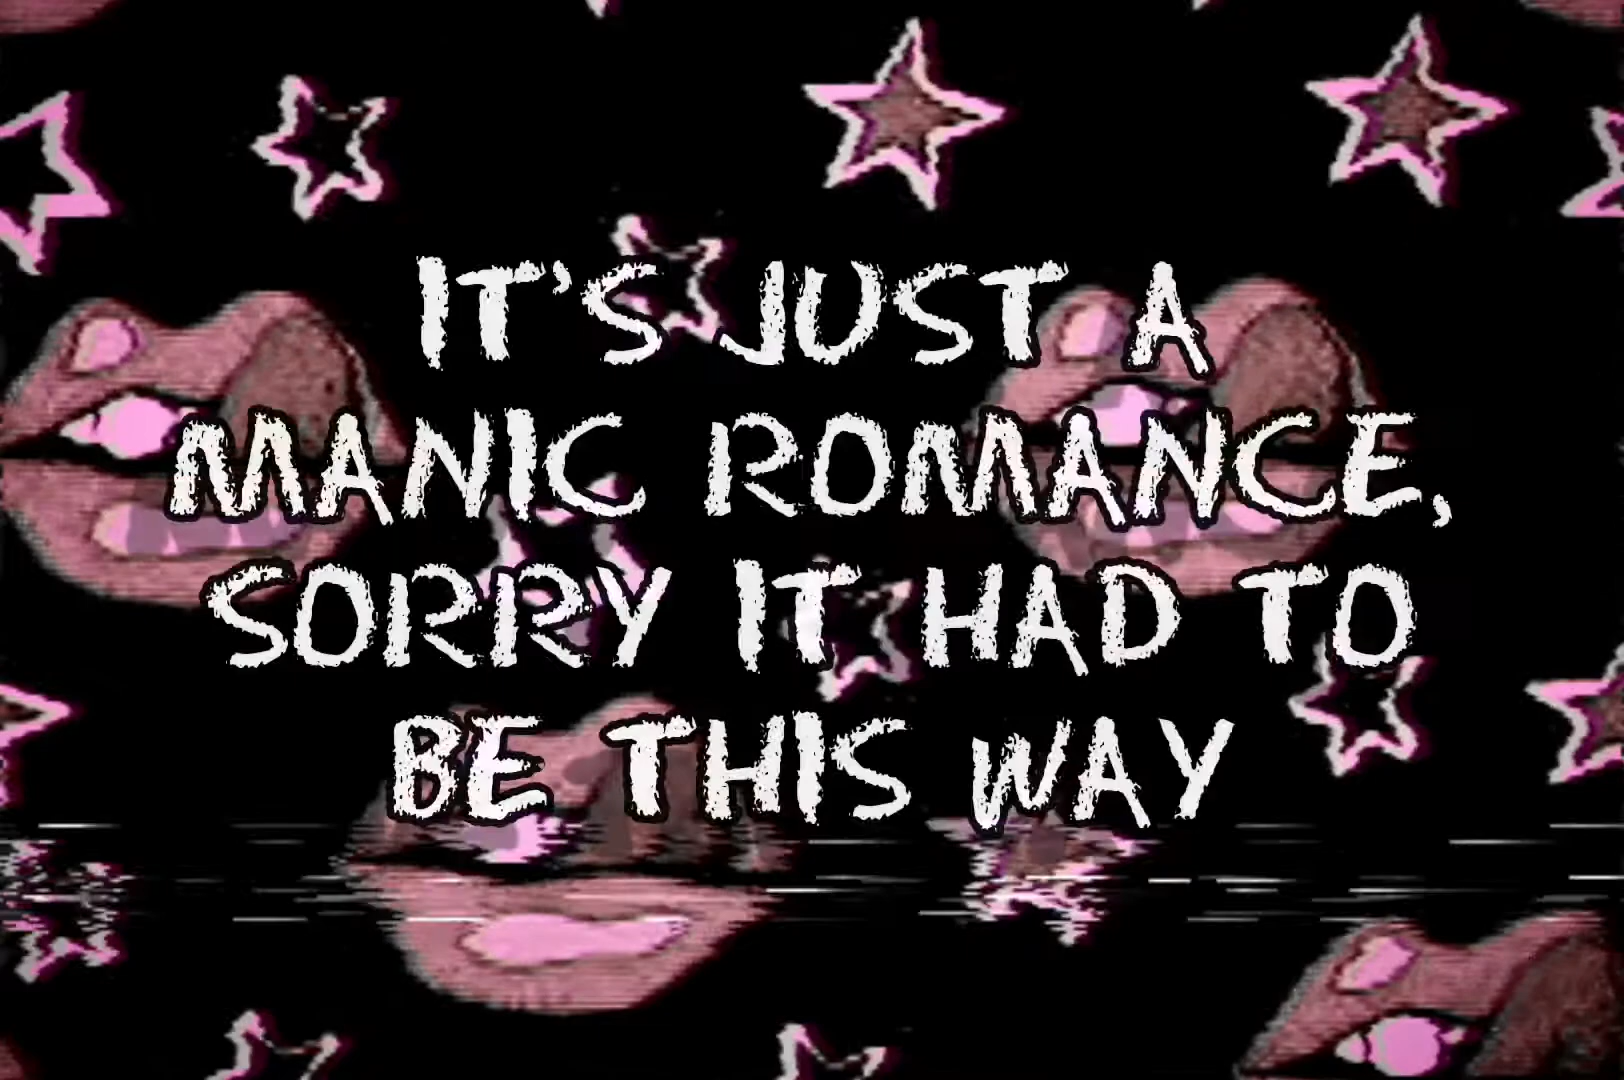 IT'S JUST A
MANIC ROMANCE,
SORRY IT HAD TO
BE THIS WAY